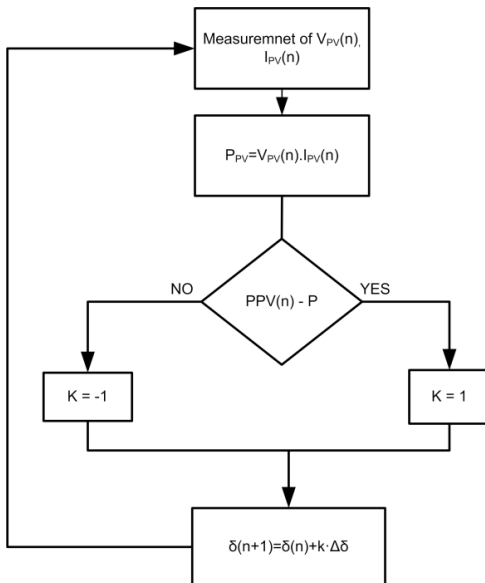 Measuremnet of VPV(n),
IPV(n)
PPV=VPV(n).IPV(n)
NO
PPV(n) - P
YES
K = -1
K = 1
δ(n+1)=δ(n)+k·Δδ